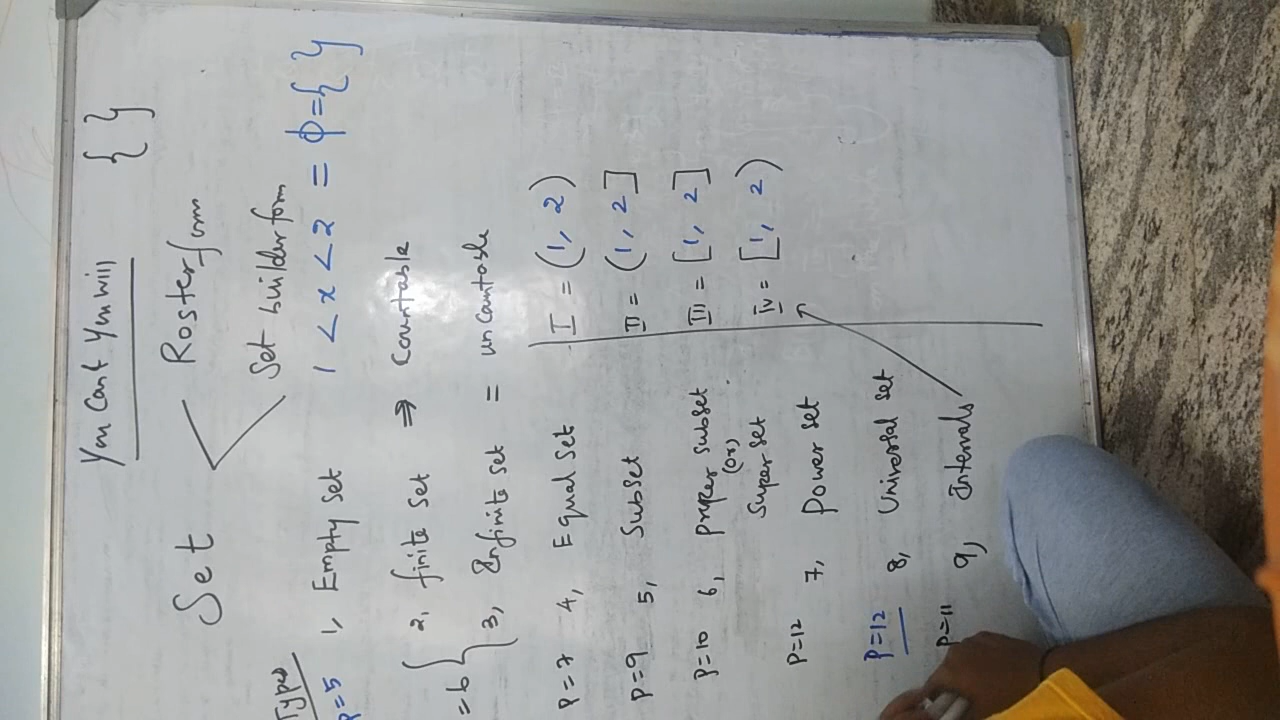 You Cant You will { }
Set
Roster form
Set builder form
Types
P=5 1, Empty set 1 < x < 2 = ϕ = { }
2, finite set ⇒ countable
= 6 {
3, Infinite set = uncantable
P=7 4, Equal Set
P=9 5, Subset
P=10 6, proper subset
(or)
Super set
P=12 7, Power set
P=12 8, Universal set
P=11 9, Intervals
I = (1, 2)
II = (1, 2]
III = [1, 2]
IV = [1, 2)